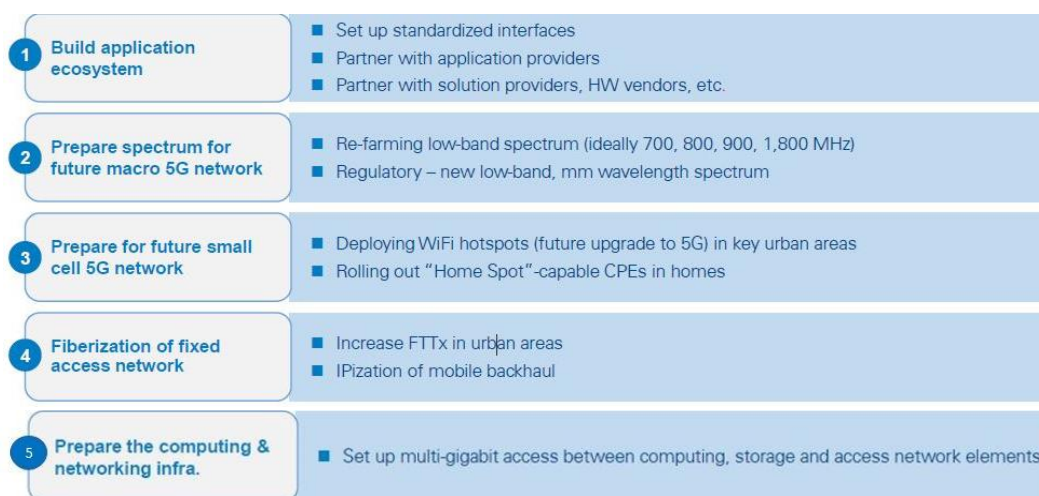 1
Build application
ecosystem
■ Set up standardized interfaces
■ Partner with application providers
■ Partner with solution providers, HW vendors, etc.
2
Prepare spectrum for
future macro 5G network
■ Re-farming low-band spectrum (ideally 700, 800, 900, 1,800 MHz)
■ Regulatory – new low-band, mm wavelength spectrum
3
Prepare for future small
cell 5G network
■ Deploying WiFi hotspots (future upgrade to 5G) in key urban areas
■ Rolling out “Home Spot”-capable CPEs in homes
4
Fiberization of fixed
access network
■ Increase FTTx in urban areas
■ IPization of mobile backhaul
5
Prepare the computing &
networking infra.
■ Set up multi-gigabit access between computing, storage and access network elements